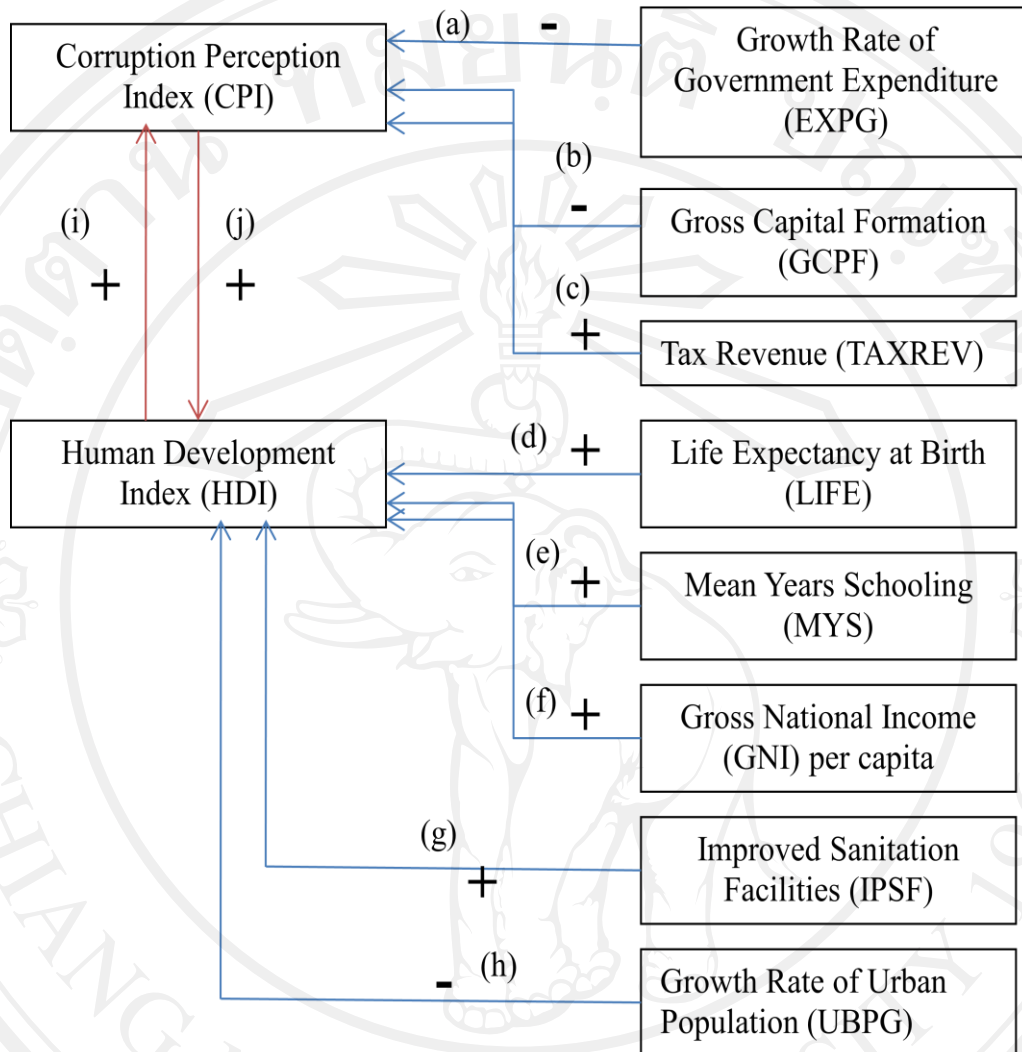 (a)
-
Corruption Perception
Index (CPI)
Growth Rate of
Government Expenditure
(EXPG)
(b)
-
Gross Capital Formation
(GCPF)
(i)
+
(j)
+
(c)
+
Tax Revenue (TAXREV)
Human Development
Index (HDI)
(d)
+
Life Expectancy at Birth
(LIFE)
(e)
+
Mean Years Schooling
(MYS)
(f)
+
Gross National Income
(GNI) per capita
(g)
+
Improved Sanitation
Facilities (IPSF)
(h)
-
Growth Rate of Urban
Population (UBPG)